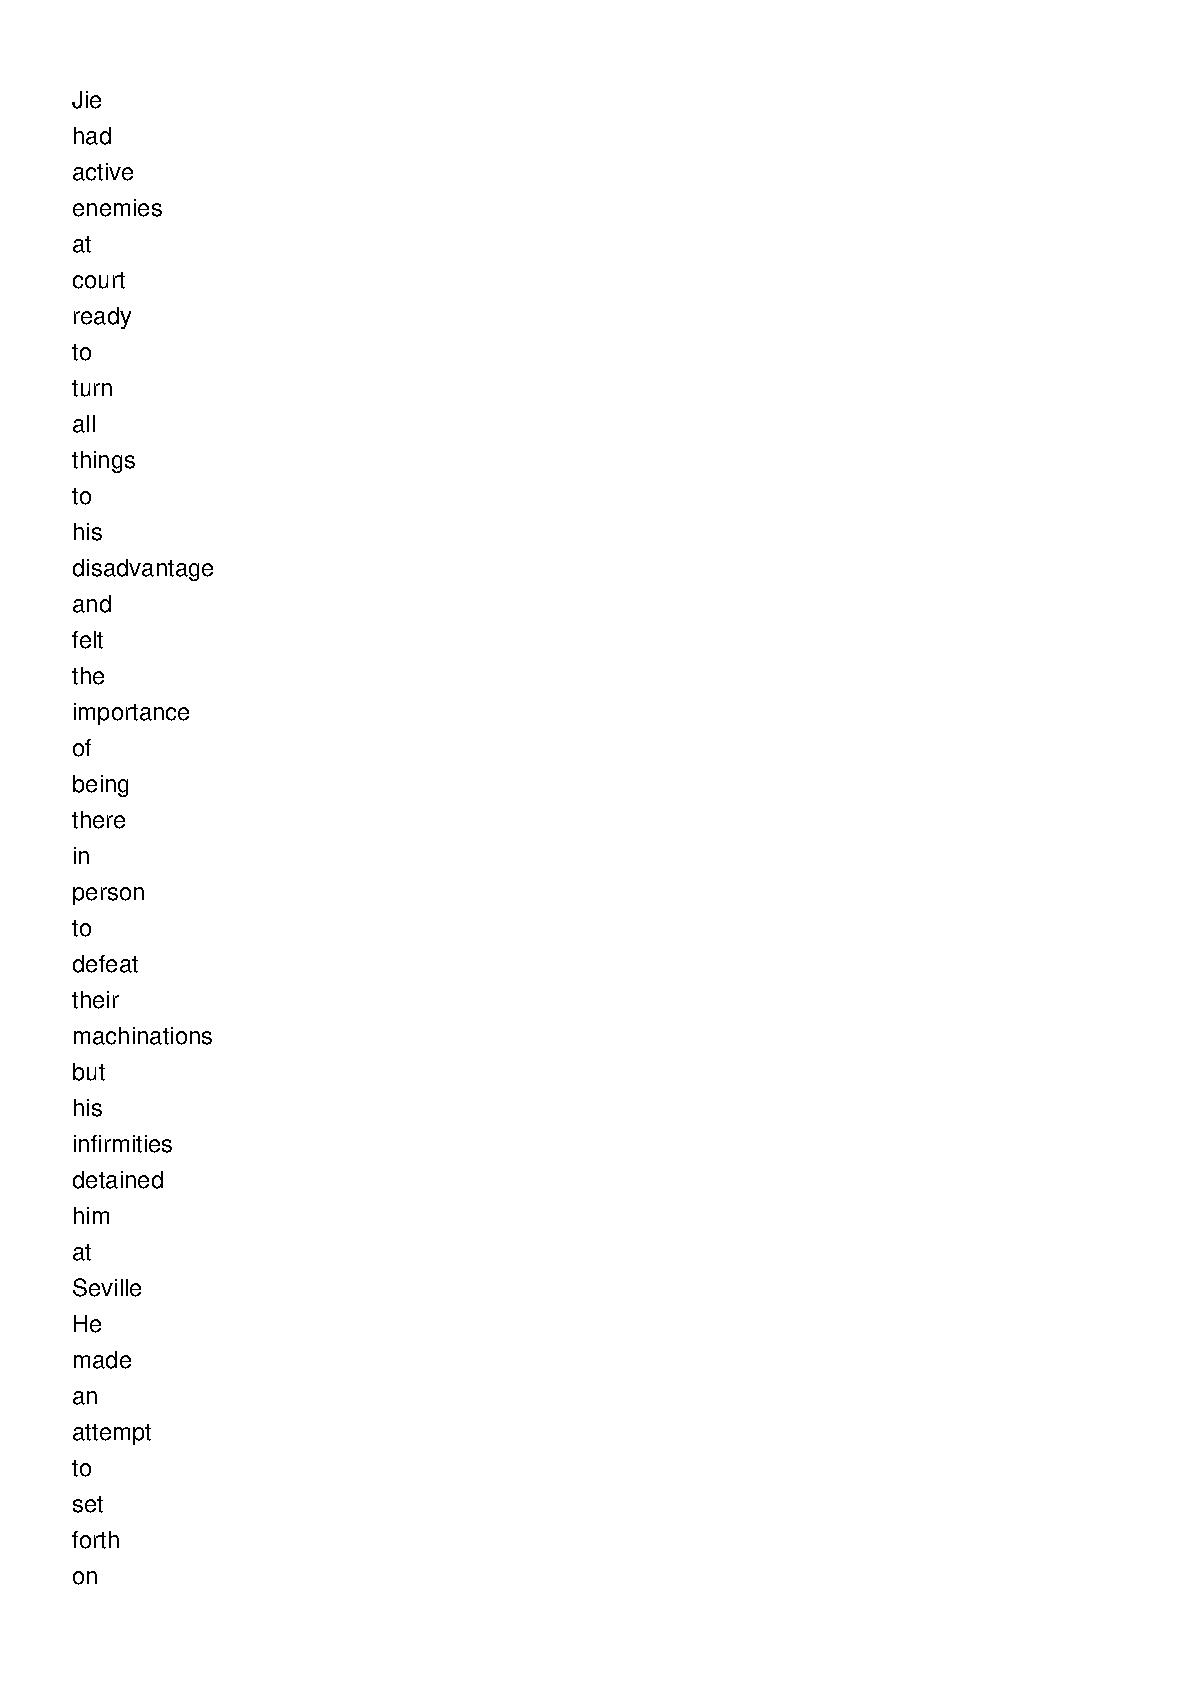 Jie
had
active
enemies
at
court
ready
to
turn
all
things
to
his
disadvantage
and
felt
the
importance
of
being
there
in
person
to
defeat
their
machinations
but
his
infirmities
detained
him
at
Seville
He
made
an
attempt
to
set
forth
on